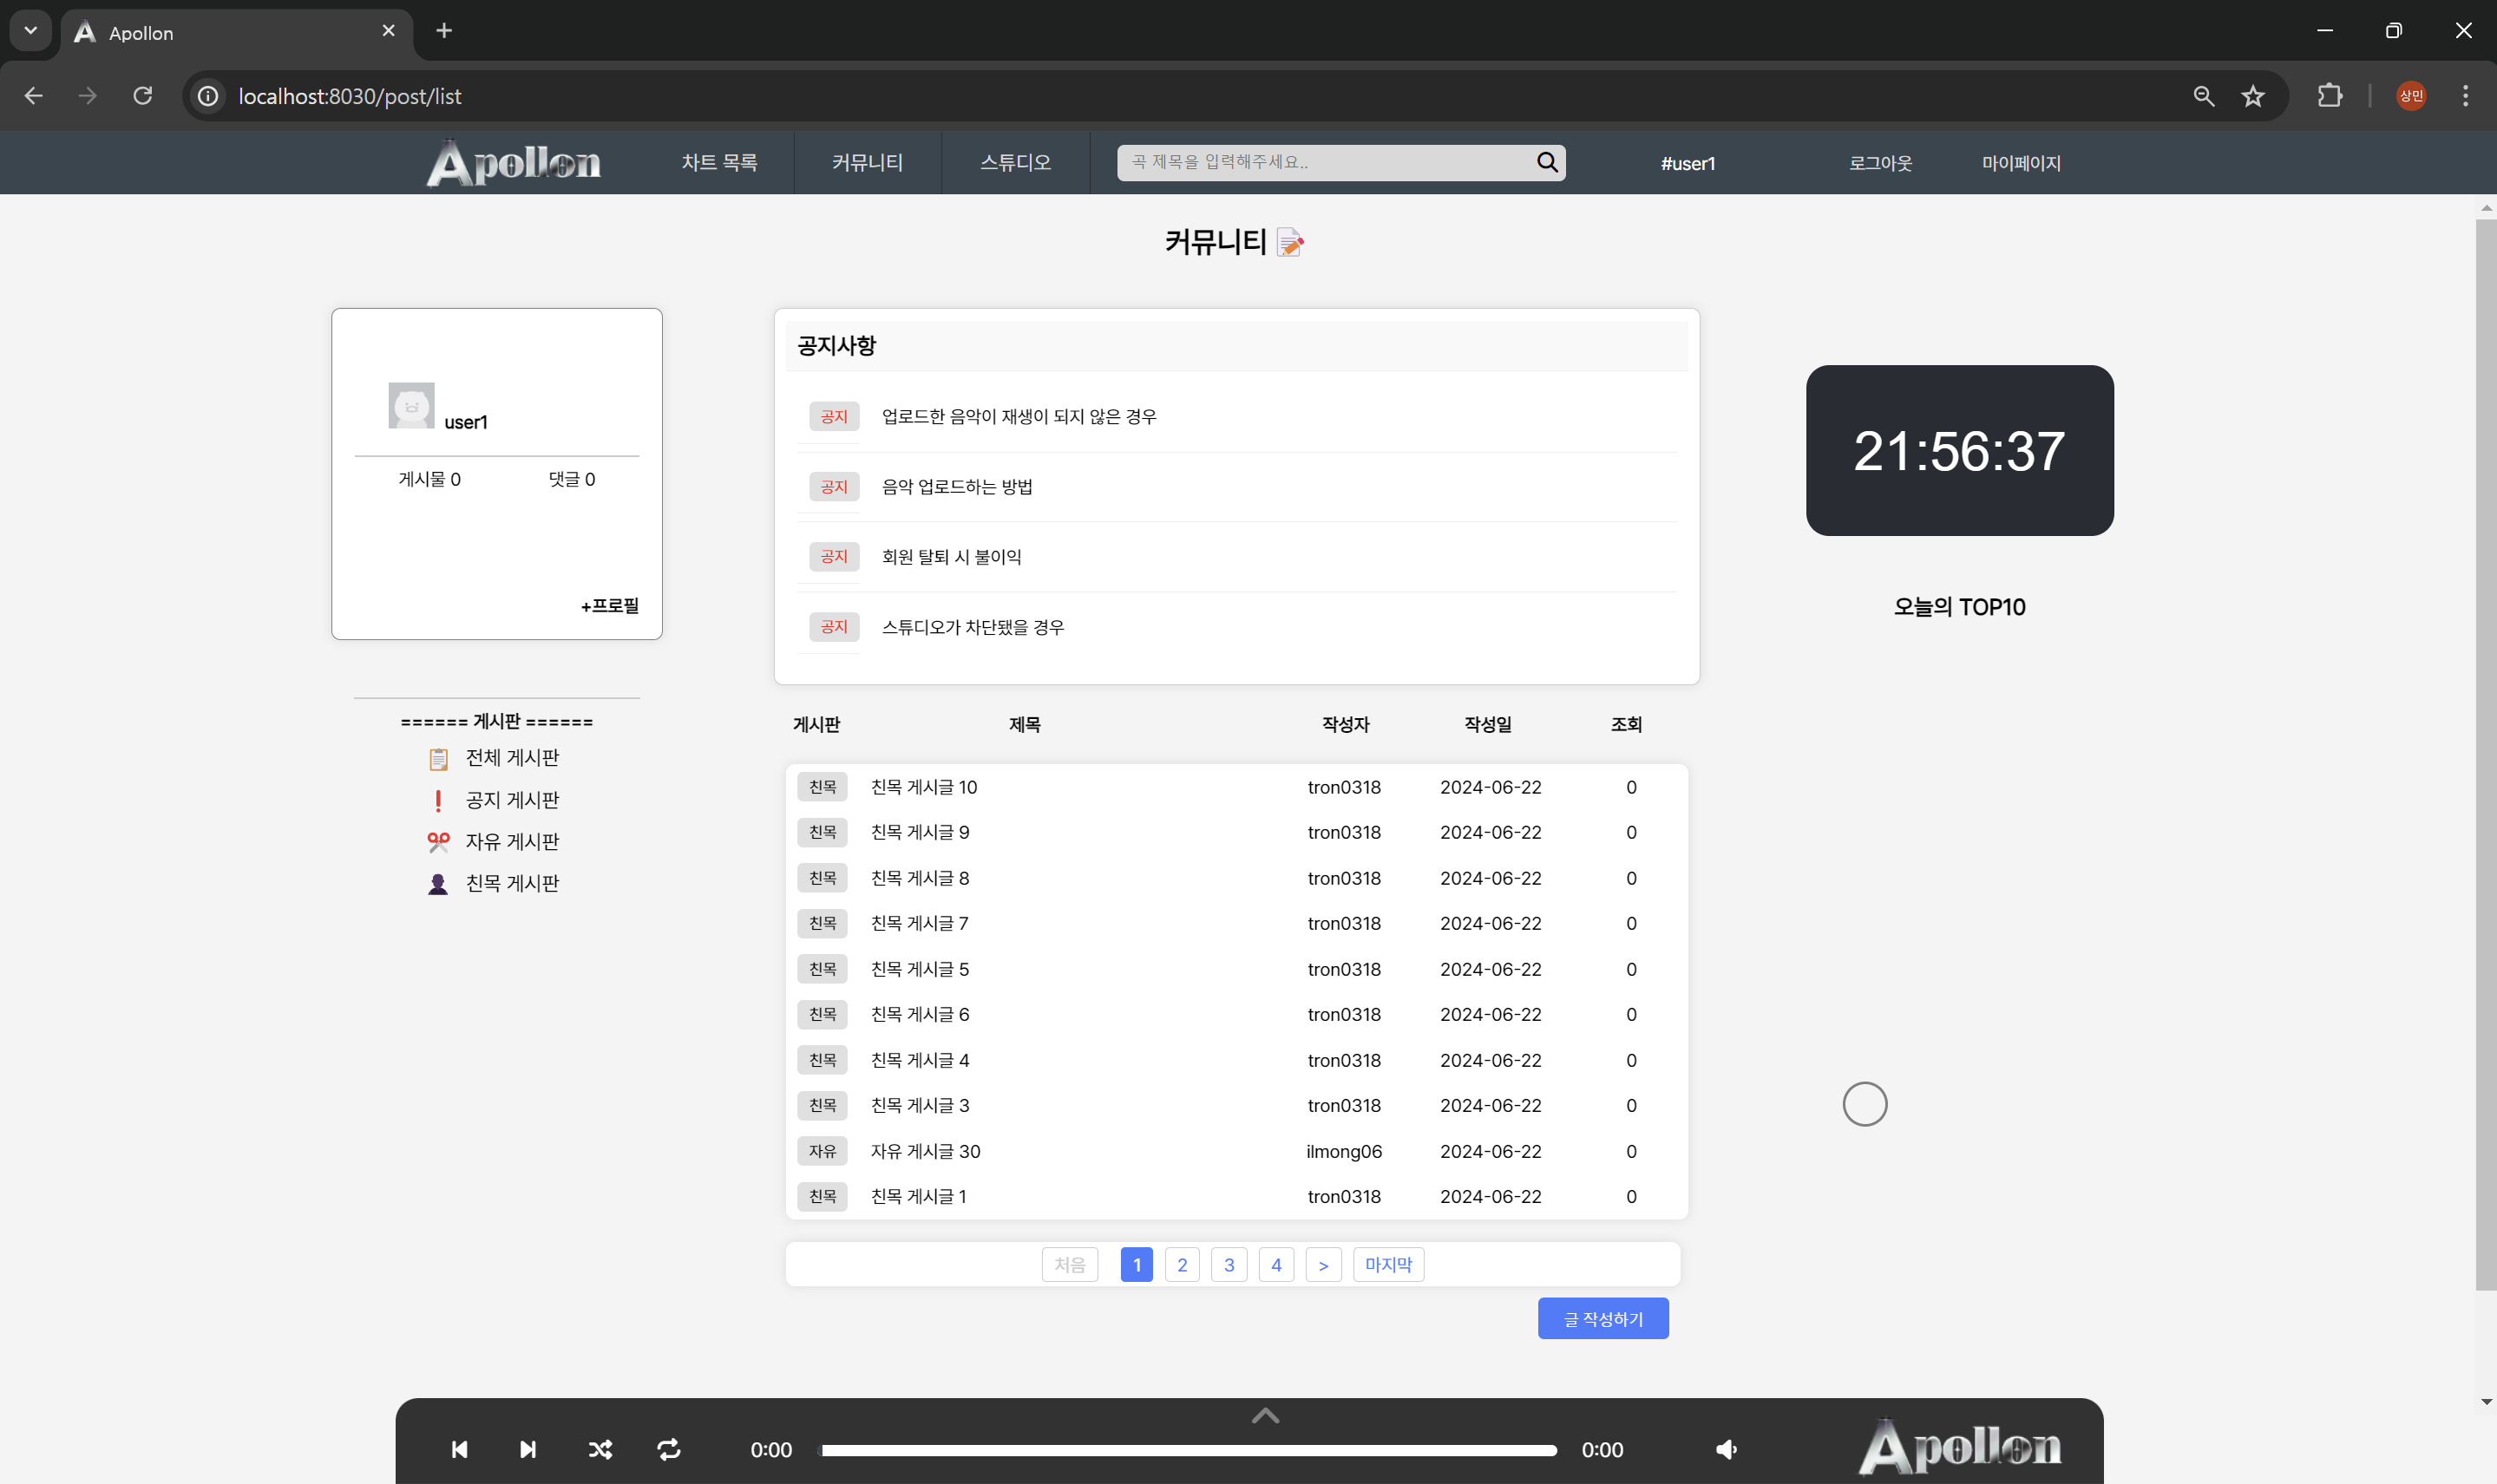 Apollon
localhost:8030/post/list
상민
Apollon
차트 목록
커뮤니티
스튜디오
곡 제목을 입력해주세요..
#user1
로그아웃
마이페이지
커뮤니티
user1
게시물 0 댓글 0
+프로필
====== 게시판 ======
전체 게시판
공지 게시판
자유 게시판
친목 게시판
공지사항
공지 업로드한 음악이 재생이 되지 않은 경우
공지 음악 업로드하는 방법
공지 회원 탈퇴 시 불이익
공지 스튜디오가 차단됐을 경우
게시판 제목 작성자 작성일 조회
친목 친목 게시글 10 tron0318 2024-06-22 0
친목 친목 게시글 9 tron0318 2024-06-22 0
친목 친목 게시글 8 tron0318 2024-06-22 0
친목 친목 게시글 7 tron0318 2024-06-22 0
친목 친목 게시글 5 tron0318 2024-06-22 0
친목 친목 게시글 6 tron0318 2024-06-22 0
친목 친목 게시글 4 tron0318 2024-06-22 0
친목 친목 게시글 3 tron0318 2024-06-22 0
자유 자유 게시글 30 ilmong06 2024-06-22 0
친목 친목 게시글 1 tron0318 2024-06-22 0
처음 1 2 3 4 > 마지막
글 작성하기
21:56:37
오늘의 TOP10
0:00 0:00
Apollon